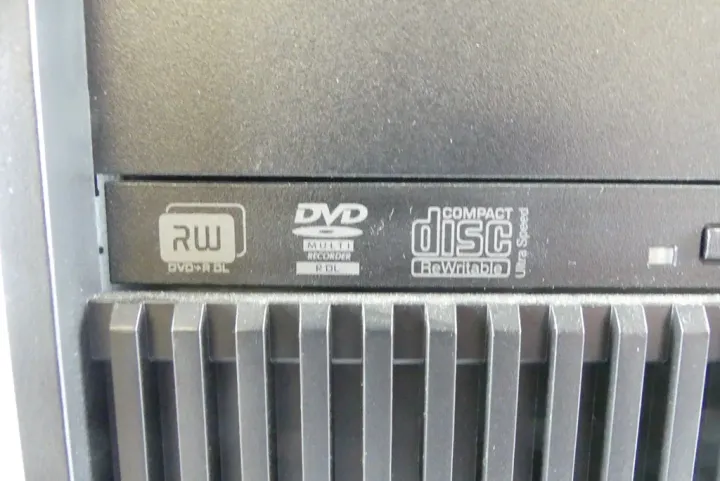 RW
DVD+R DL
DVD
MULTI
RECORDER
R DL
COMPACT
disc
ReWritable
Ultra Speed